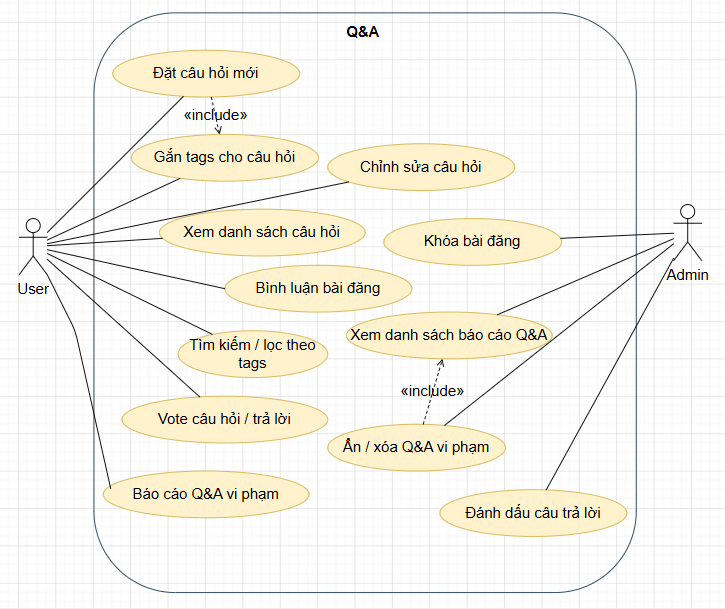 Q&A
Đặt câu hỏi mới
«include»
Gắn tags cho câu hỏi
Chỉnh sửa câu hỏi
Xem danh sách câu hỏi
Khóa bài đăng
User
Admin
Bình luận bài đăng
Tìm kiếm / lọc theo
tags
Xem danh sách báo cáo Q&A
«include»
Vote câu hỏi / trả lời
Ẩn / xóa Q&A vi phạm
Báo cáo Q&A vi phạm
Đánh dấu câu trả lời